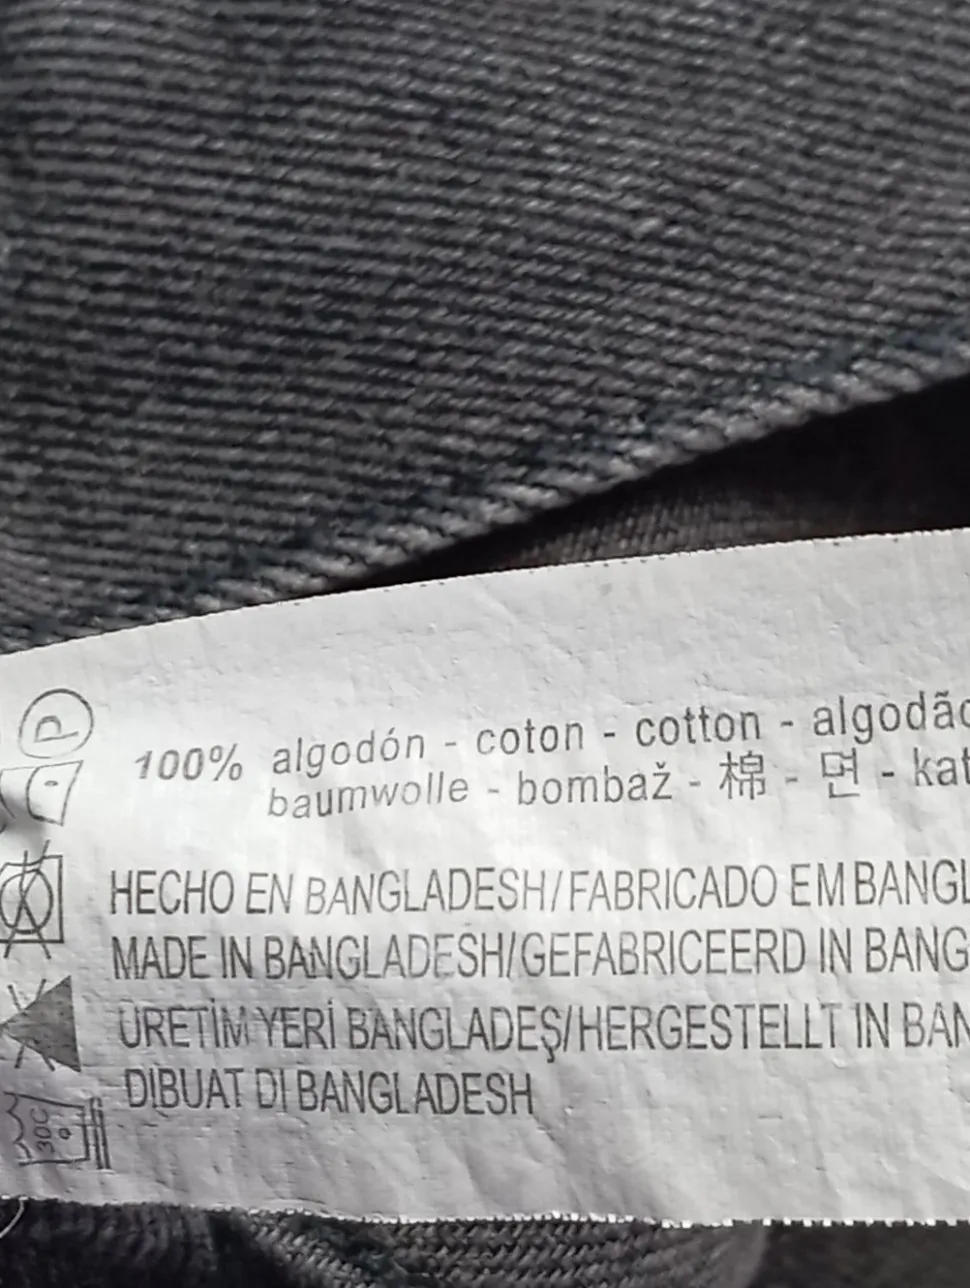 P
100% algodón - coton - cotton - algodão
baumwolle - bombaž - 棉 - 면 - kat
HECHO EN BANGLADESH/FABRICADO EM BANGL
MADE IN BANGLADESH/GEFABRICEERD IN BANG
ÜRETİM YERİ BANGLADEŞ/HERGESTELLT IN BAN
DIBUAT DI BANGLADESH
30C